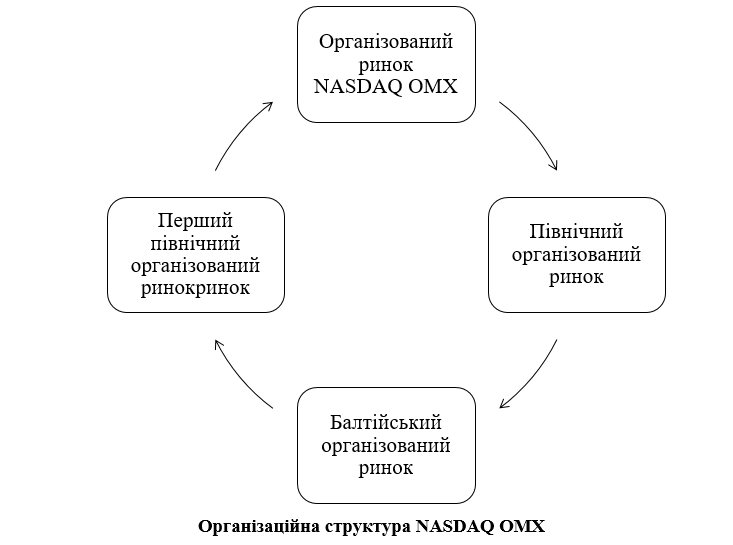 Організований
ринок
NASDAQ OMX
Перший
північний
організований
ринокринок
Північний
організований
ринок
Балтійський
організований
ринок
Організаційна структура NASDAQ OMX